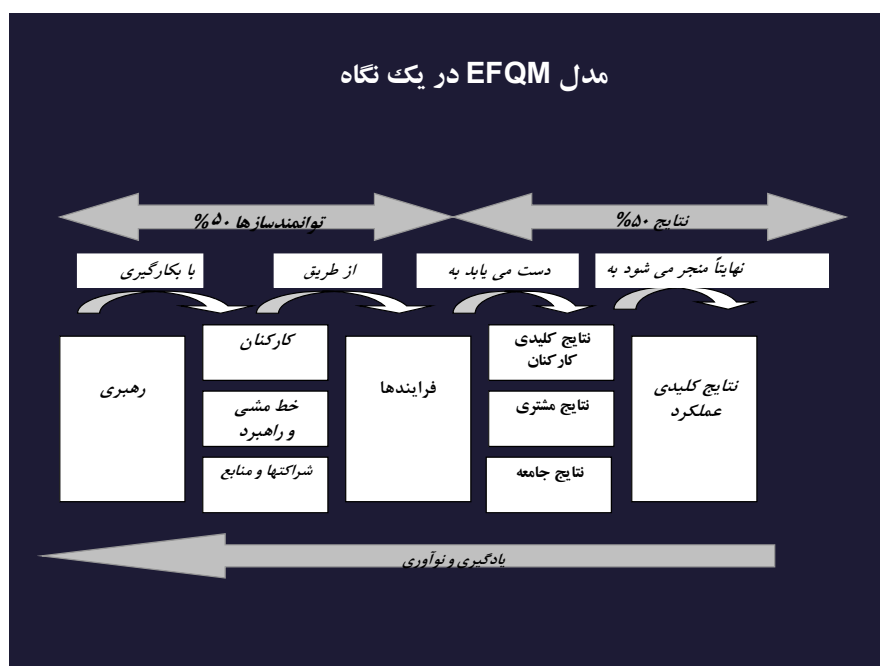 مدل EFQM در یک نگاه
توانمندسازها ۵۰%
نتایج ۵۰%
با بکارگیری
از طریق
دست می یابد به
نهایتاً منجر می شود به
رهبری
کارکنان
خط مشی
و راهبرد
شراکتها و منابع
فرایندها
نتایج کلیدی
کارکنان
نتایج مشتری
نتایج جامعه
نتایج کلیدی
عملکرد
یادگیری و نوآوری